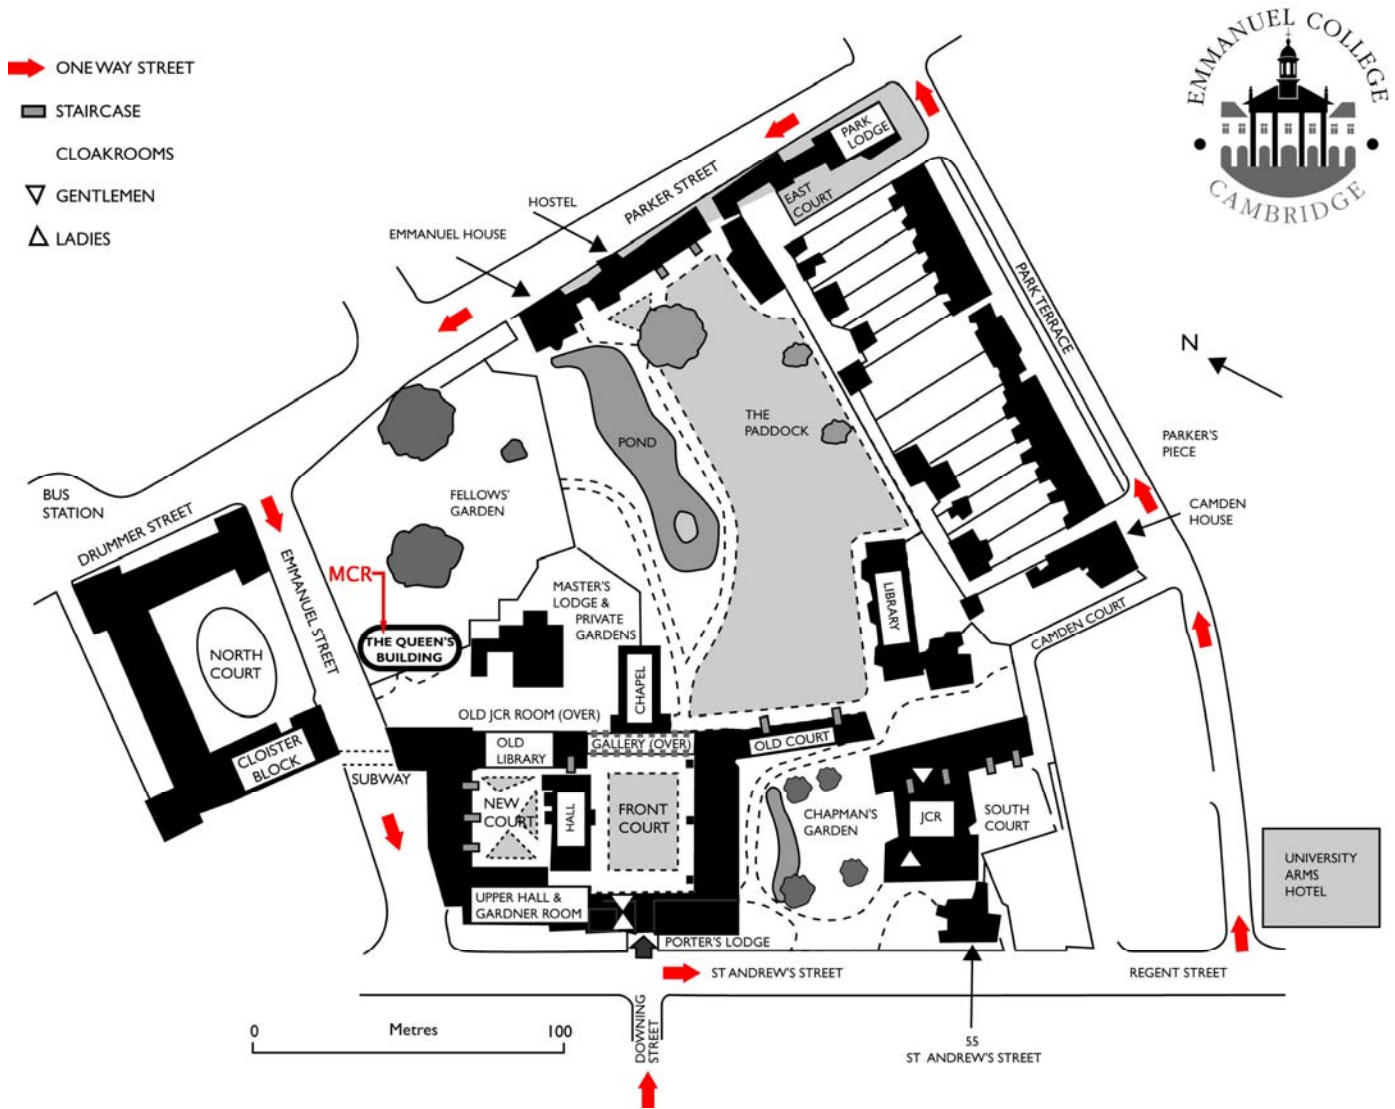 EMMANUEL COLLEGE
CAMBRIDGE
ONE WAY STREET
STAIRCASE
CLOAKROOMS
GENTLEMEN
LADIES
PARK
LODGE
EAST
COURT
PARKER STREET
HOSTEL
EMMANUEL HOUSE
PARK TERRACE
N
THE
PADDOCK
POND
PARKER'S
PIECE
FELLOWS'
GARDEN
CAMDEN
HOUSE
BUS
STATION
DRUMMER STREET
EMMANUEL STREET
MCR
MASTER'S
LODGE &
PRIVATE
GARDENS
LIBRARY
CAMDEN COURT
THE QUEEN'S
BUILDING
NORTH
COURT
CHAPEL
OLD JCR ROOM (OVER)
OLD
LIBRARY
GALLERY (OVER)
OLD COURT
CLOISTER
BLOCK
SUBWAY
NEW
COURT
HALL
FRONT
COURT
CHAPMAN'S
GARDEN
JCR
SOUTH
COURT
UNIVERSITY
ARMS
HOTEL
UPPER HALL &
GARDNER ROOM
PORTER'S LODGE
ST ANDREW'S STREET
REGENT STREET
0 Metres 100
DOWNING
STREET
55
ST ANDREW'S STREET